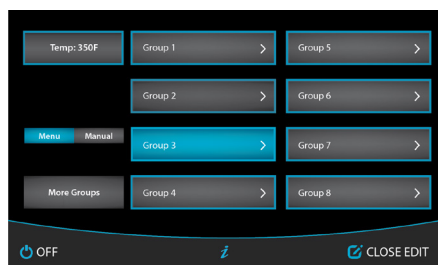 Temp: 350F
Group 1
Group 5
Group 2
Group 6
Menu
Manual
Group 3
Group 7
More Groups
Group 4
Group 8
OFF
i
CLOSE EDIT